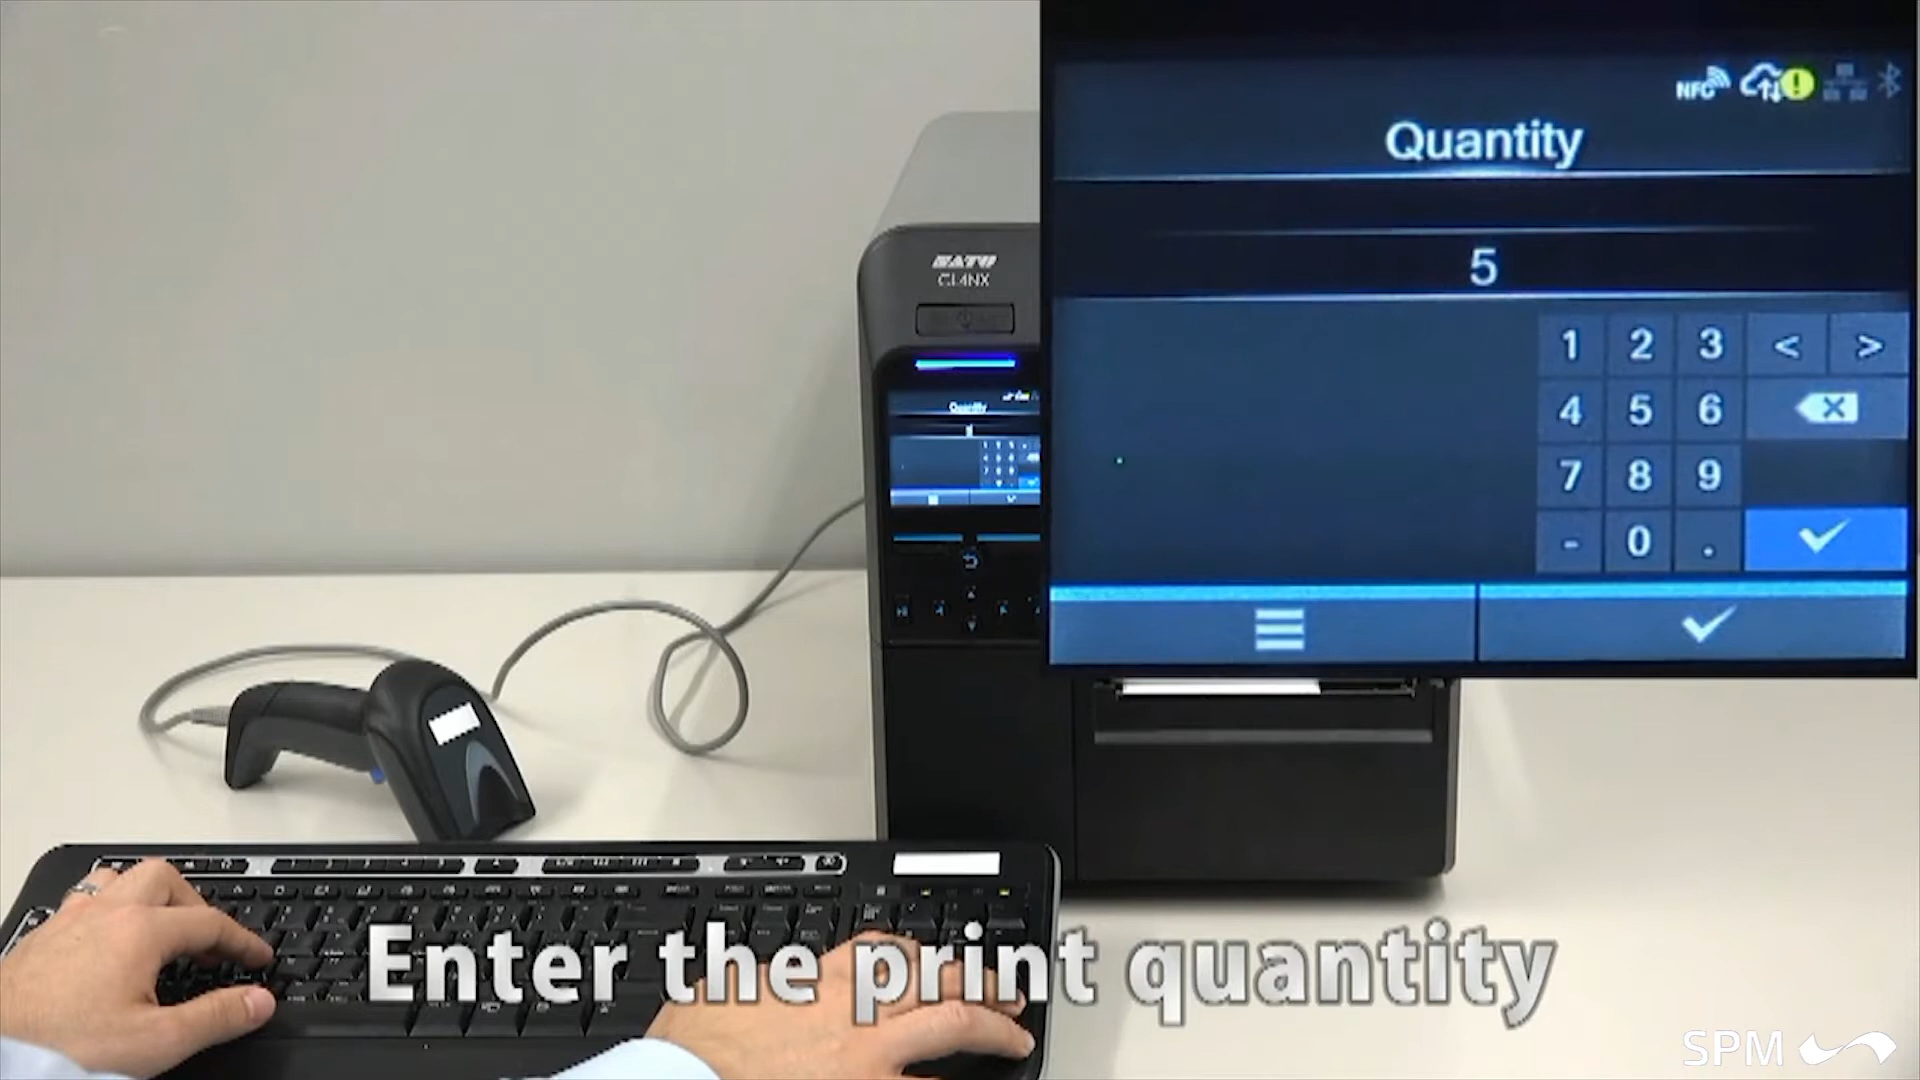 NFC
Quantity
5
1 2 3 < >
4 5 6
7 8 9
- 0 .
SATO
CL4NX
Quantity
Enter the print quantity
SPM